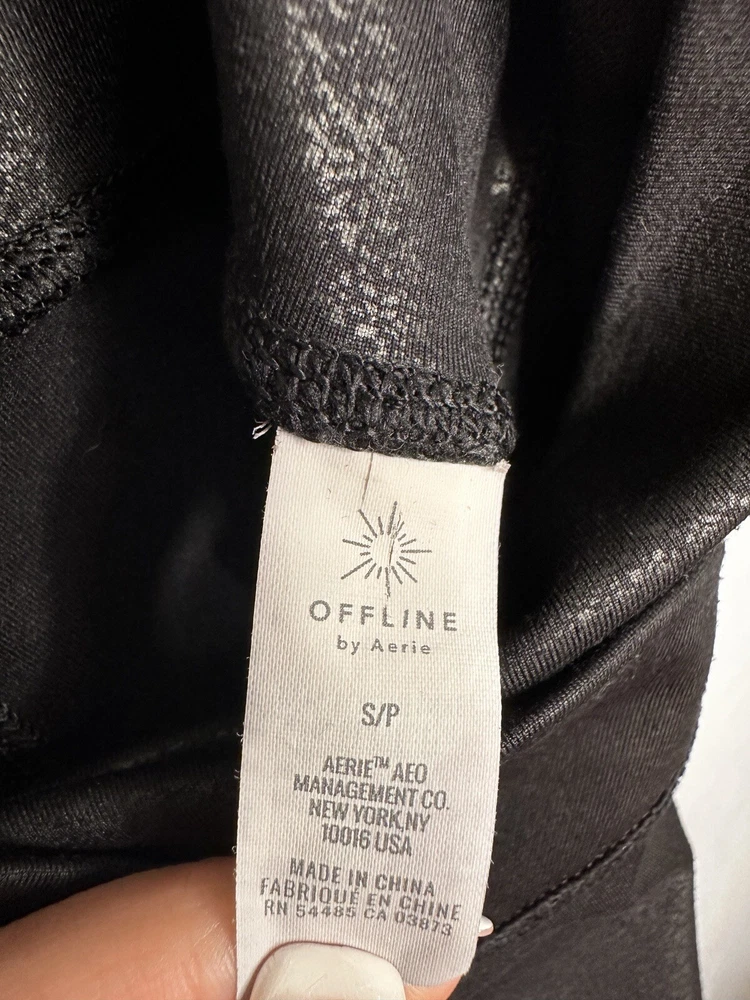 OFFLINE
by Aerie
S/P
AERIE™ AEO
MANAGEMENT CO.
NEW YORK,NY
10016 USA
MADE IN CHINA
FABRIQUÉ EN CHINE
RN 54485 CA 03873